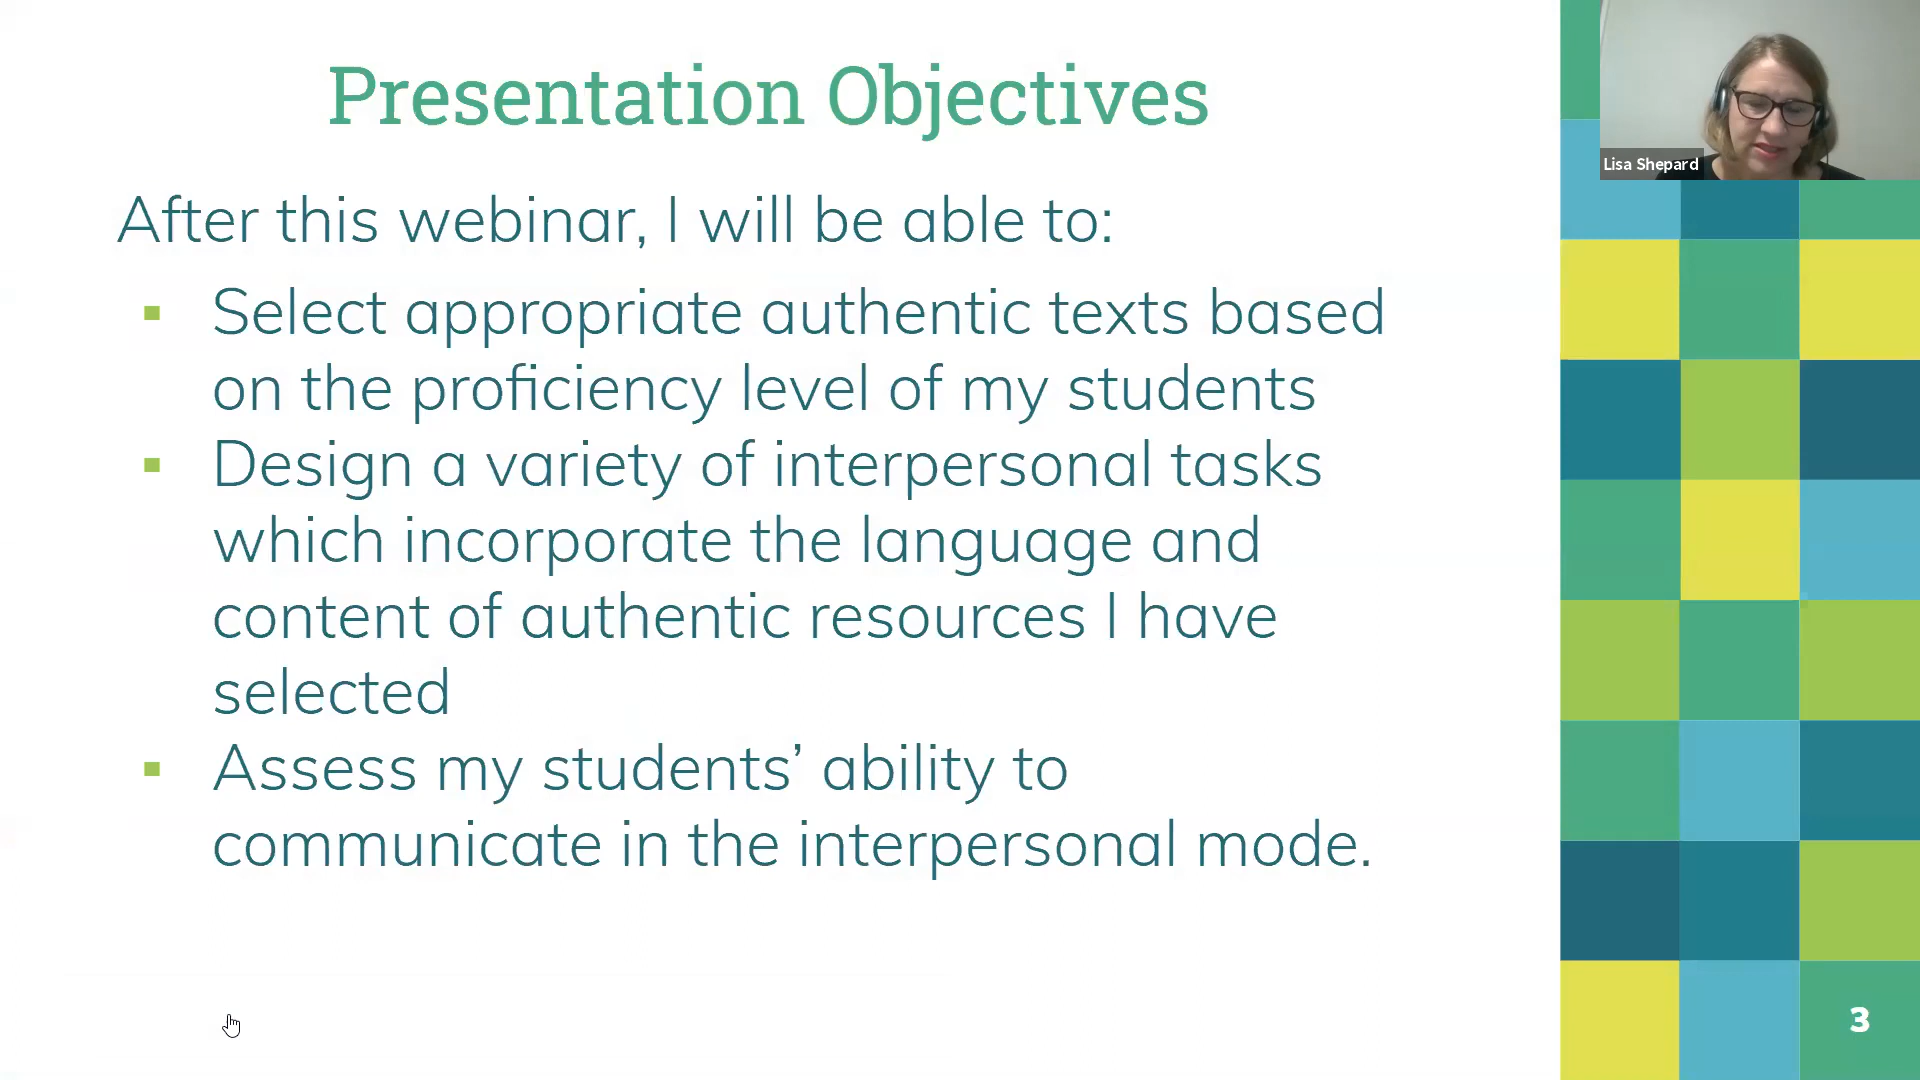 Presentation Objectives
Lisa Shepard
After this webinar, I will be able to:
▪ Select appropriate authentic texts based
on the proficiency level of my students
▪ Design a variety of interpersonal tasks
which incorporate the language and
content of authentic resources I have
selected
▪ Assess my students’ ability to
communicate in the interpersonal mode.
3